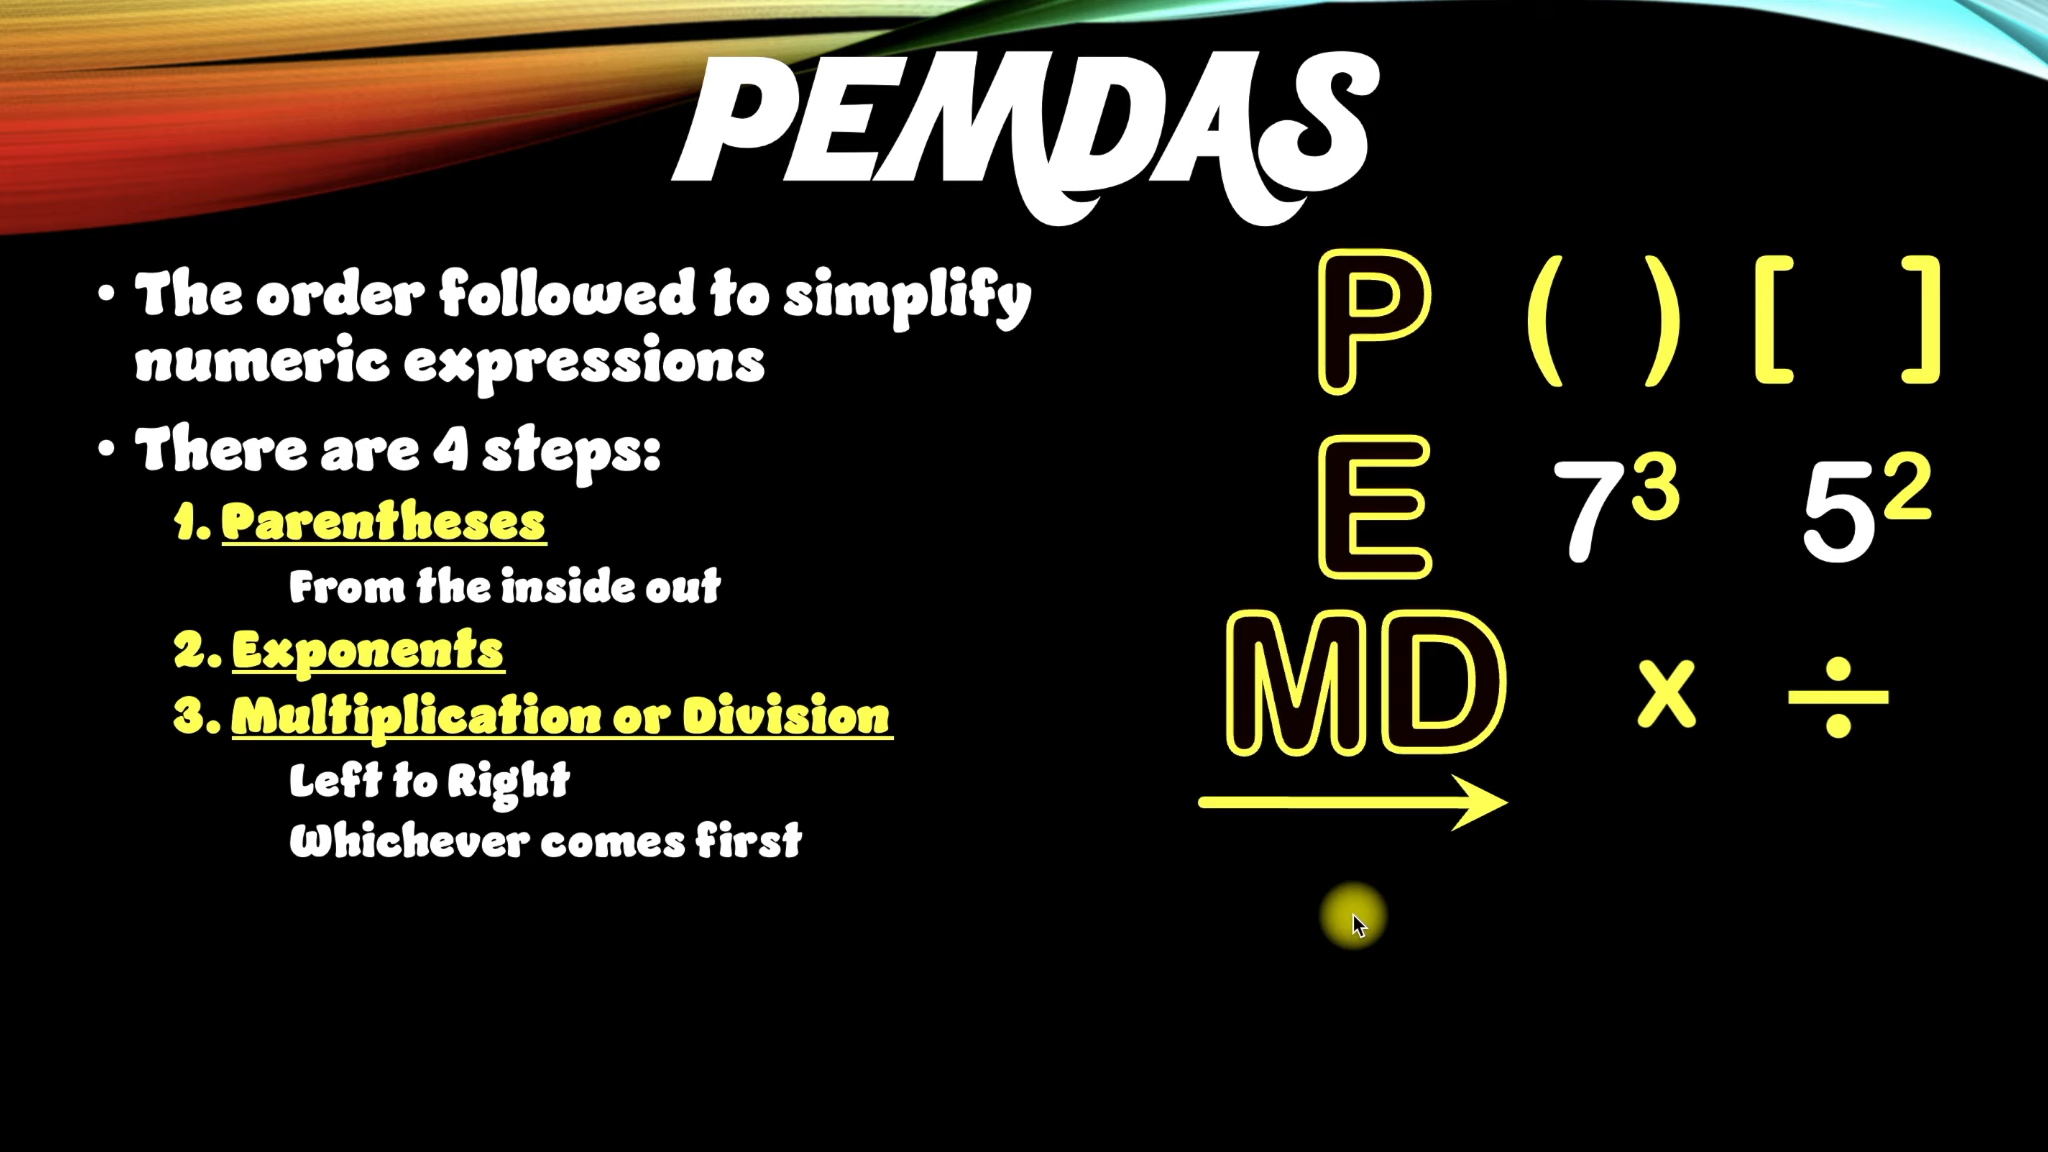 PEMDAS
• The order followed to simplify
numeric expressions
• There are 4 steps:
1. Parentheses
From the inside out
2. Exponents
3. Multiplication or Division
Left to Right
Whichever comes first
P ( ) [ ]
E 7³ 5²
MD x ÷